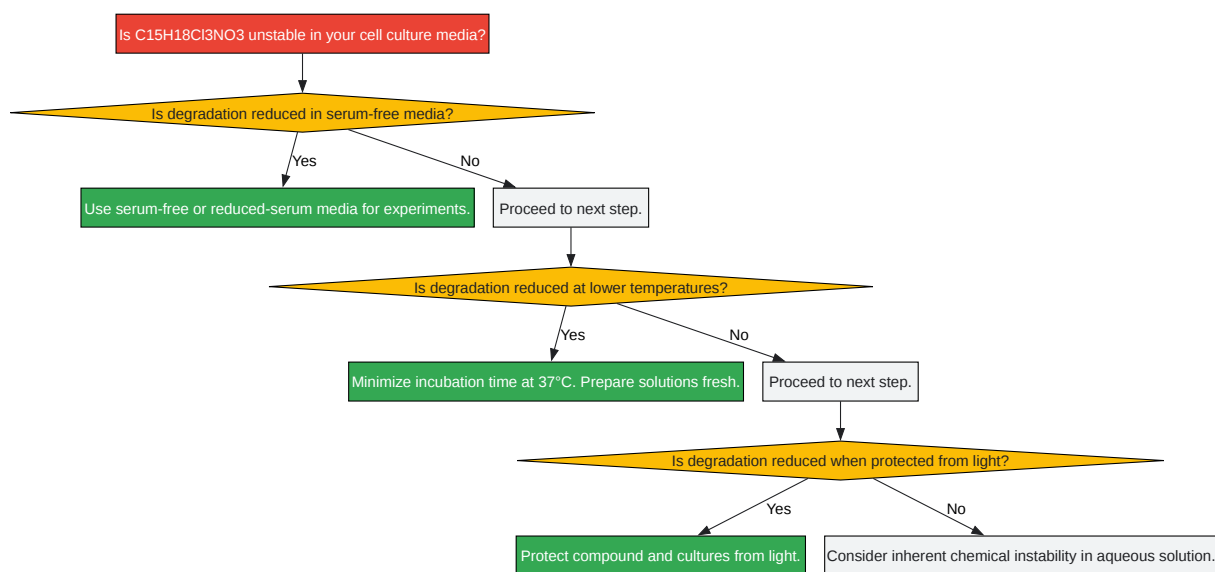 Is C15H18Cl3NO3 unstable in your cell culture media?
Is degradation reduced in serum-free media?
Yes
No
Use serum-free or reduced-serum media for experiments.
Proceed to next step.
Is degradation reduced at lower temperatures?
Yes
No
Minimize incubation time at 37°C. Prepare solutions fresh.
Proceed to next step.
Is degradation reduced when protected from light?
Yes
No
Protect compound and cultures from light.
Consider inherent chemical instability in aqueous solution.